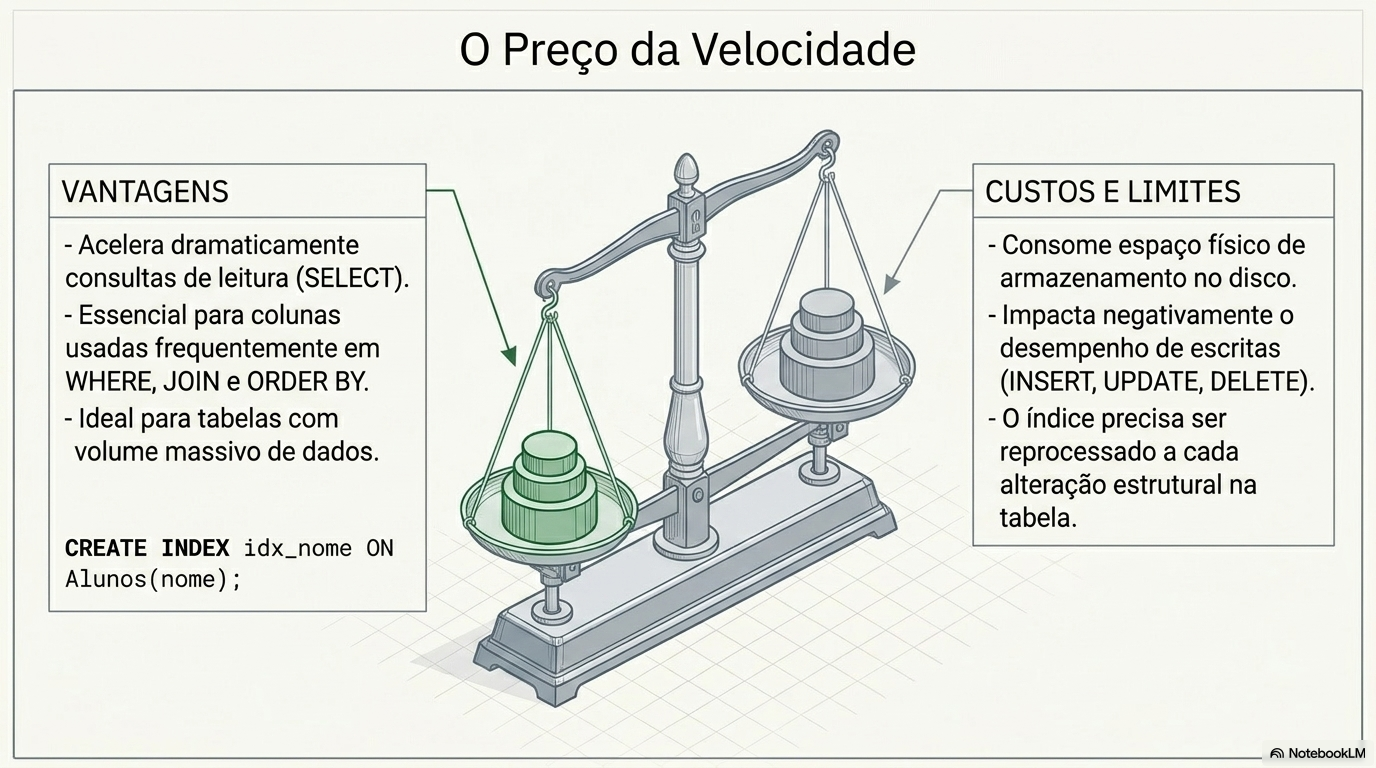 O Preço da Velocidade
VANTAGENS
- Acelera dramaticamente
consultas de leitura (SELECT).
- Essencial para colunas
usadas frequentemente em
WHERE, JOIN e ORDER BY.
- Ideal para tabelas com
volume massivo de dados.
CREATE INDEX idx_nome ON
Alunos(nome);
CUSTOS E LIMITES
- Consome espaço físico de
armazenamento no disco.
- Impacta negativamente o
desempenho de escritas
(INSERT, UPDATE, DELETE).
- O índice precisa ser
reprocessado a cada
alteração estrutural na
tabela.
NotebookLM